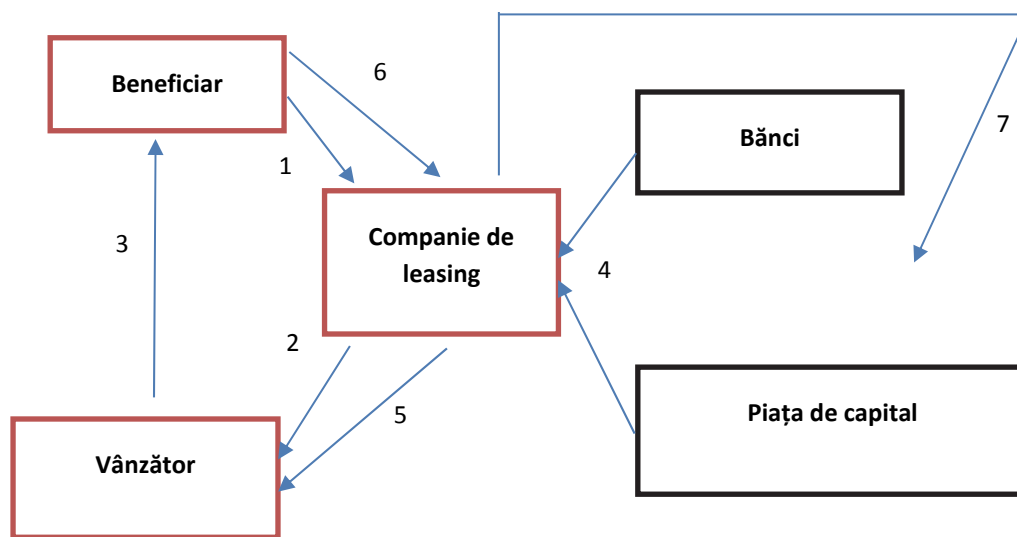 Beneficiar
6
Bănci
7
1
Companie de
leasing
3
4
2
5
Piața de capital
Vânzător